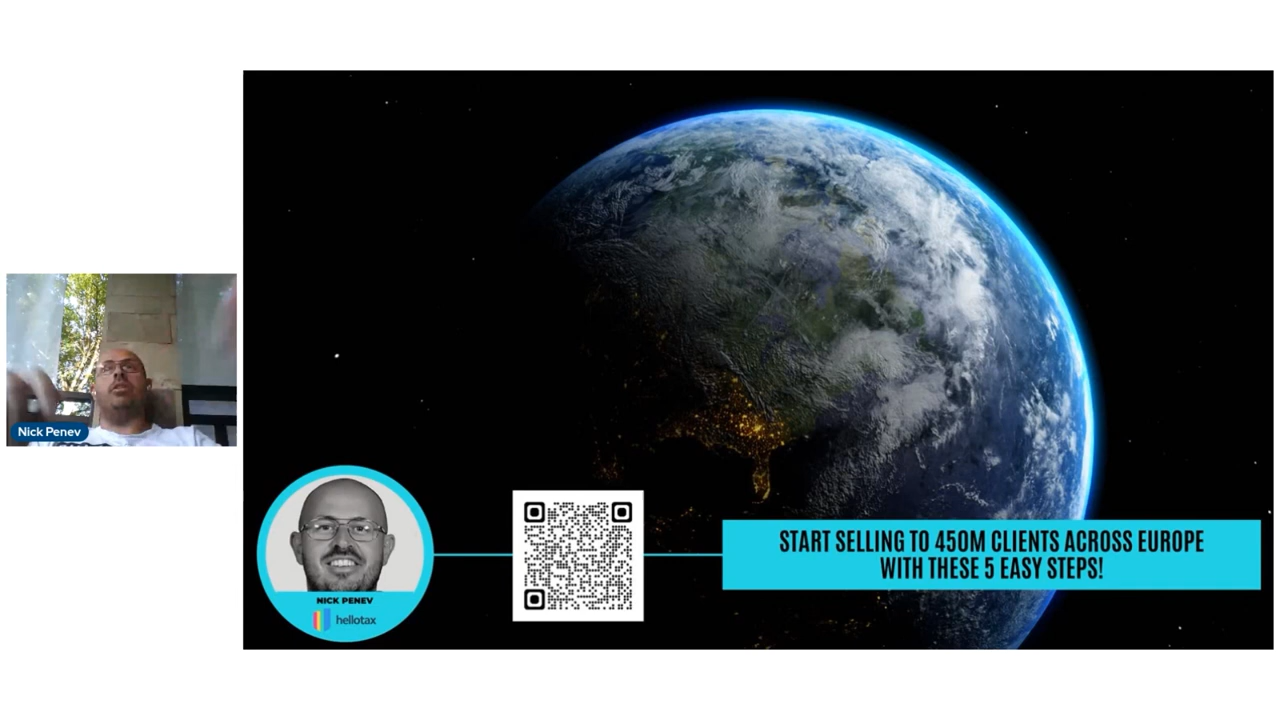 Nick Penev
NICK PENEV
hellotax
START SELLING TO 450M CLIENTS ACROSS EUROPE
WITH THESE 5 EASY STEPS!